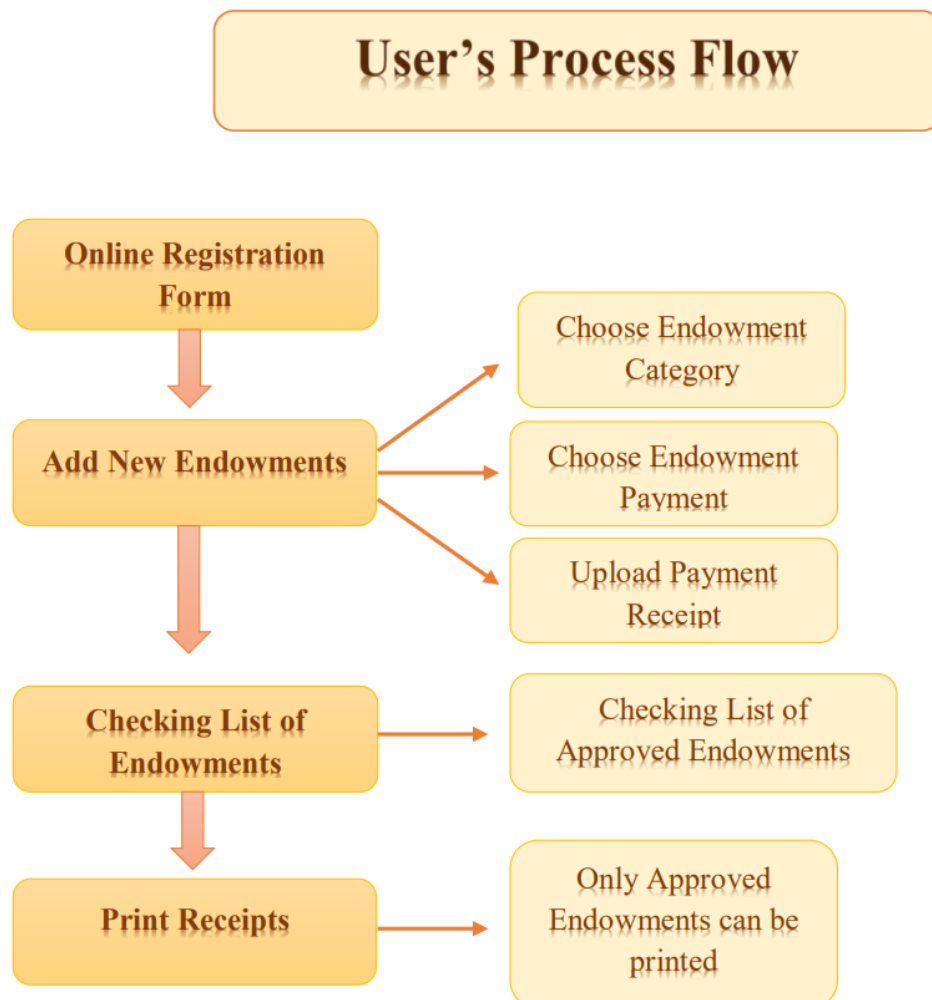 User’s Process Flow
Online Registration
Form
Choose Endowment
Category
Add New Endowments
Choose Endowment
Payment
Upload Payment
Receipt
Checking List of
Endowments
Checking List of
Approved Endowments
Print Receipts
Only Approved
Endowments can be
printed